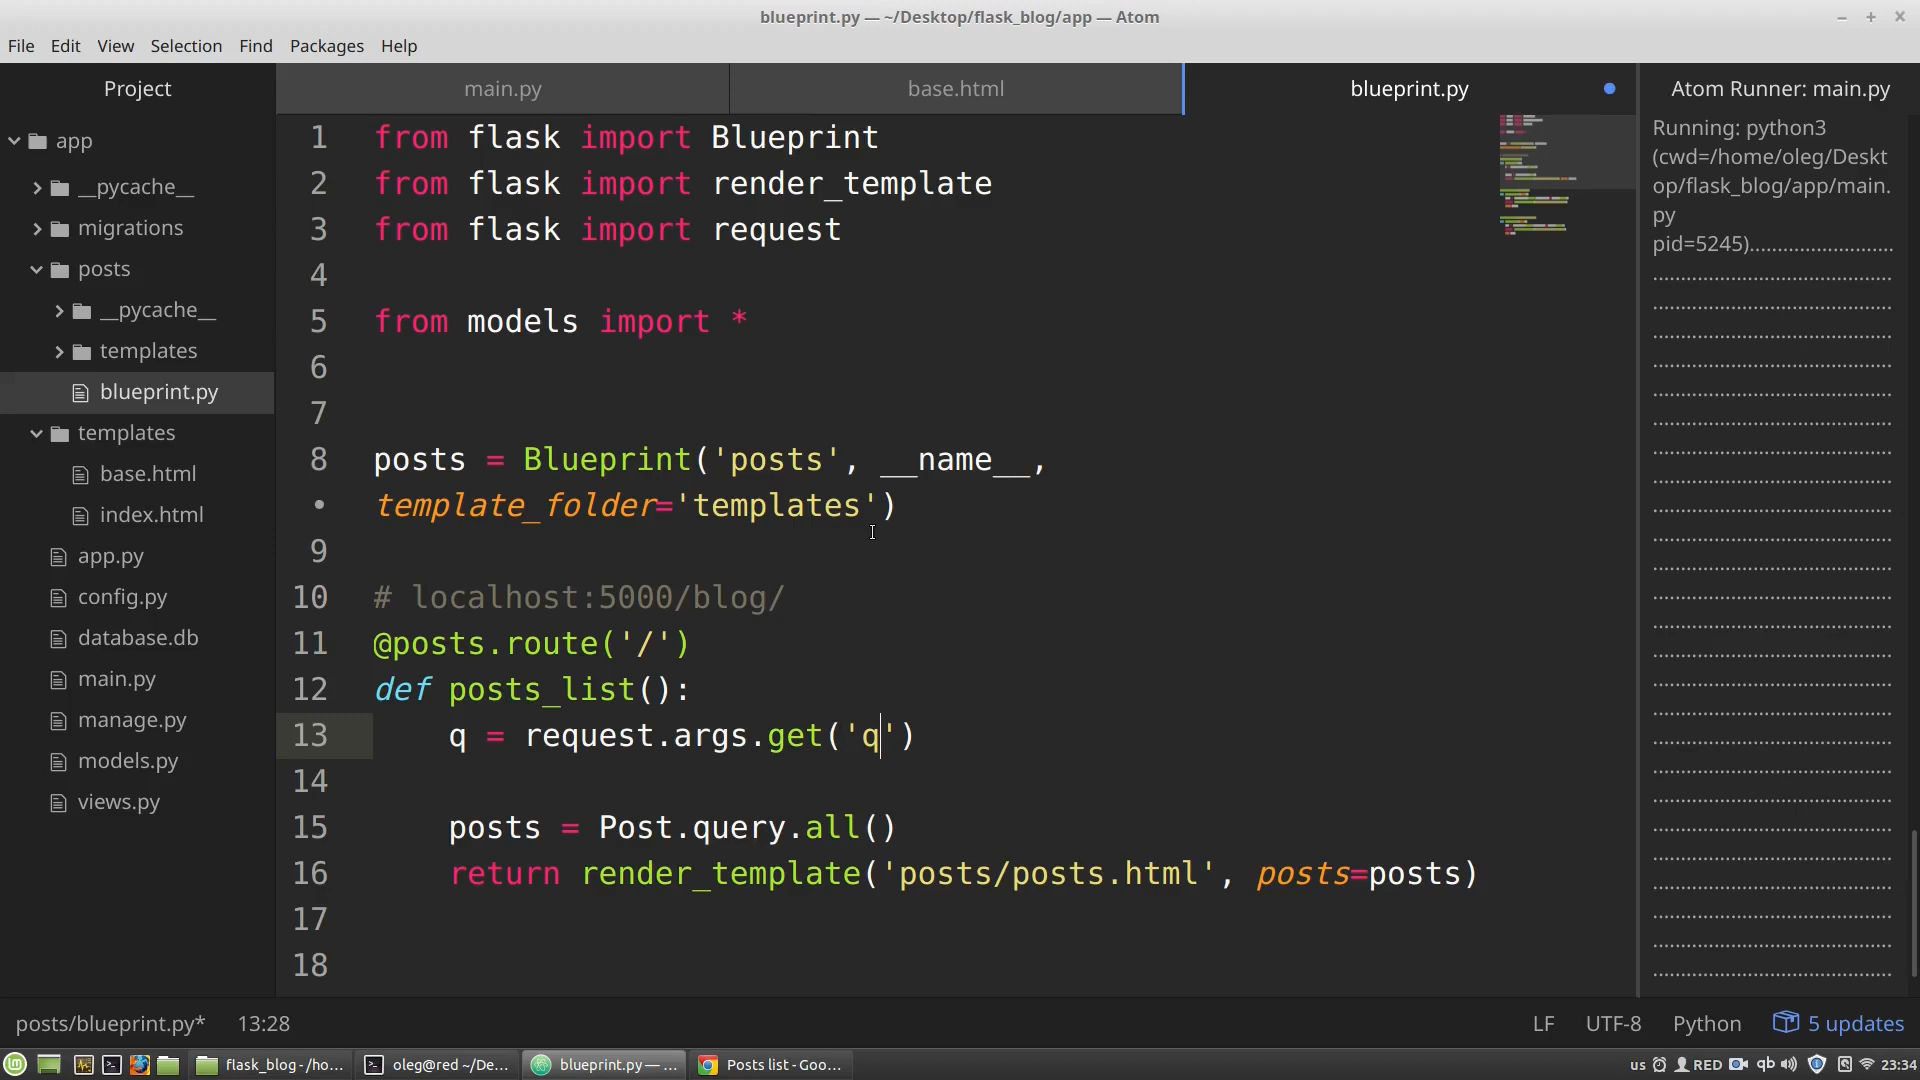 blueprint.py — ~/Desktop/flask_blog/app — Atom
File Edit View Selection Find Packages Help
Project
app
__pycache__
migrations
posts
__pycache__
templates
blueprint.py
templates
base.html
index.html
app.py
config.py
database.db
main.py
manage.py
models.py
views.py
main.py
base.html
blueprint.py
1 from flask import Blueprint
2 from flask import render_template
3 from flask import request
4
5 from models import *
6
7
8 posts = Blueprint('posts', __name__,
• template_folder='templates')
9
10 # localhost:5000/blog/
11 @posts.route('/')
12 def posts_list():
13 q = request.args.get('q')
14
15 posts = Post.query.all()
16 return render_template('posts/posts.html', posts=posts)
17
18
Atom Runner: main.py
Running: python3
(cwd=/home/oleg/Deskt
op/flask_blog/app/main.
py
pid=5245)........................
posts/blueprint.py* 13:28
LF UTF-8 Python 5 updates
flask_blog - /ho...
oleg@red ~/De...
blueprint.py — ...
Posts list - Goo...
us RED qb 23:34